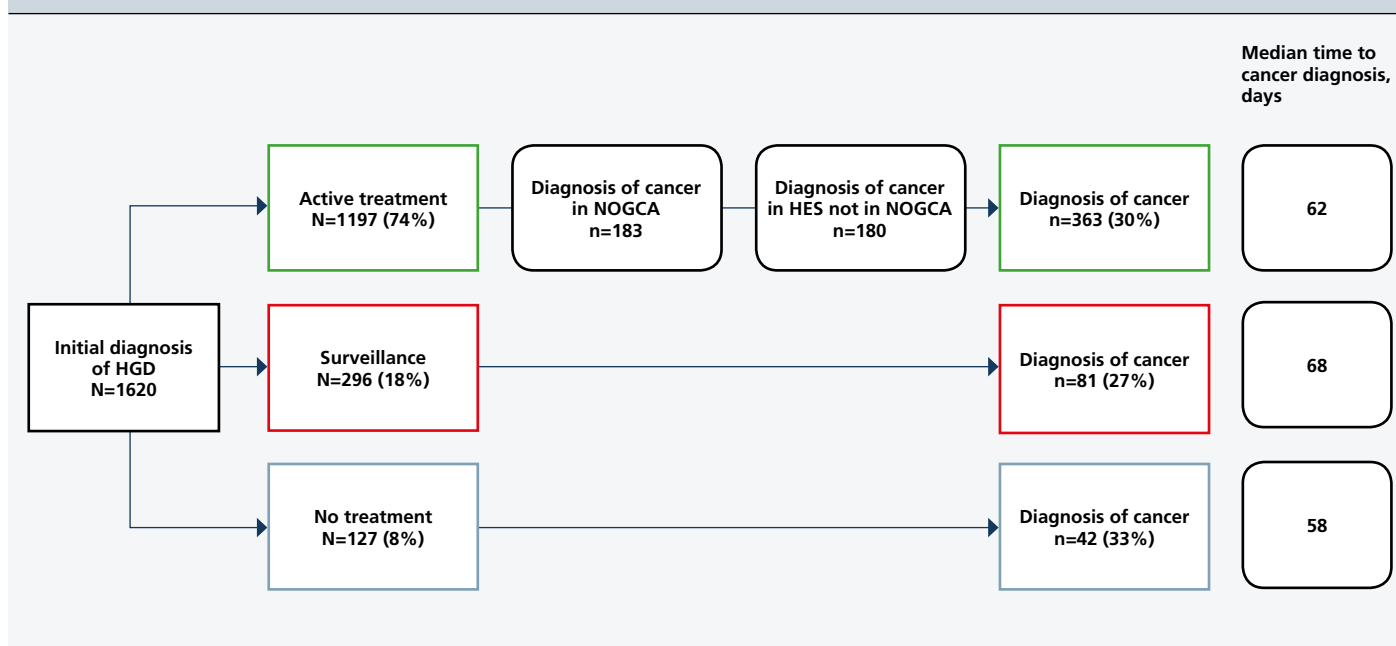 Median time to
cancer diagnosis,
days
Active treatment
N=1197 (74%)
Diagnosis of cancer
in NOGCA
n=183
Diagnosis of cancer
in HES not in NOGCA
n=180
Diagnosis of cancer
n=363 (30%)
62
Initial diagnosis
of HGD
N=1620
Surveillance
N=296 (18%)
Diagnosis of cancer
n=81 (27%)
68
No treatment
N=127 (8%)
Diagnosis of cancer
n=42 (33%)
58